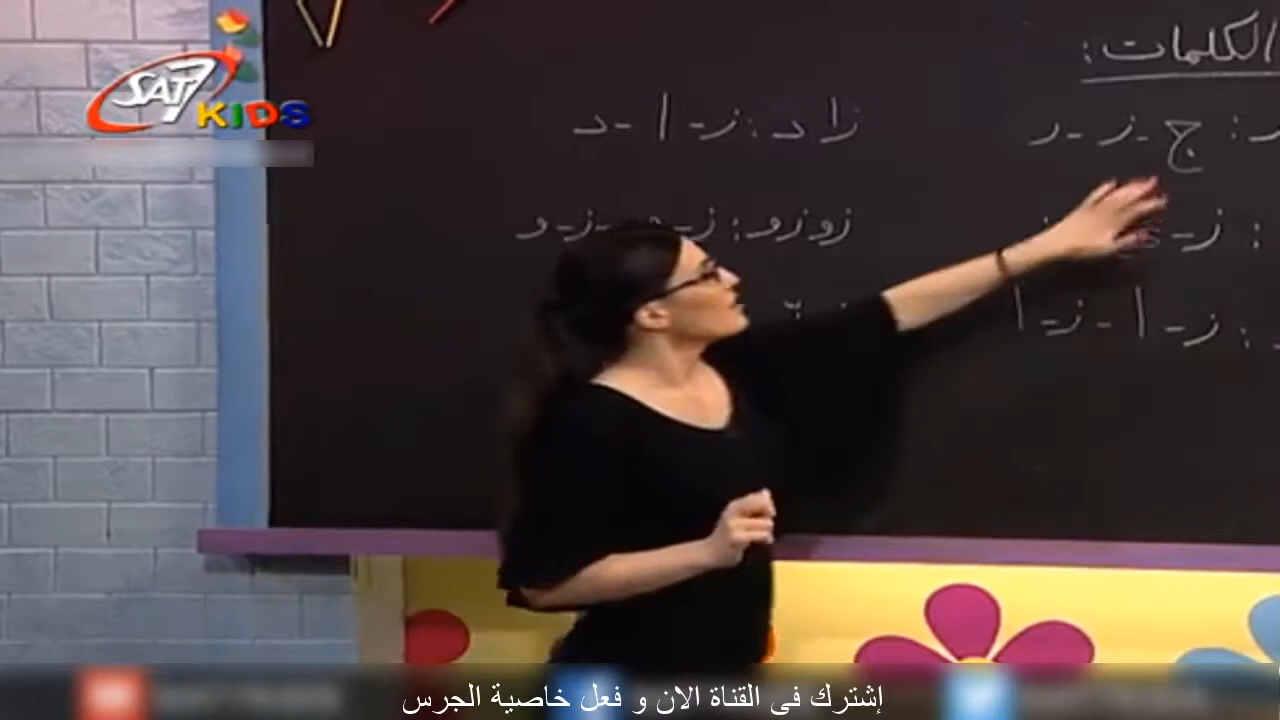 SAT7
KIDS
الكلمات:
ج - ز - ر
زاد: ز - ا - د
زوزو: ز - و - ز - و
: ز - ا - ز - ا
إشترك فى القناة الان و فعل خاصية الجرس